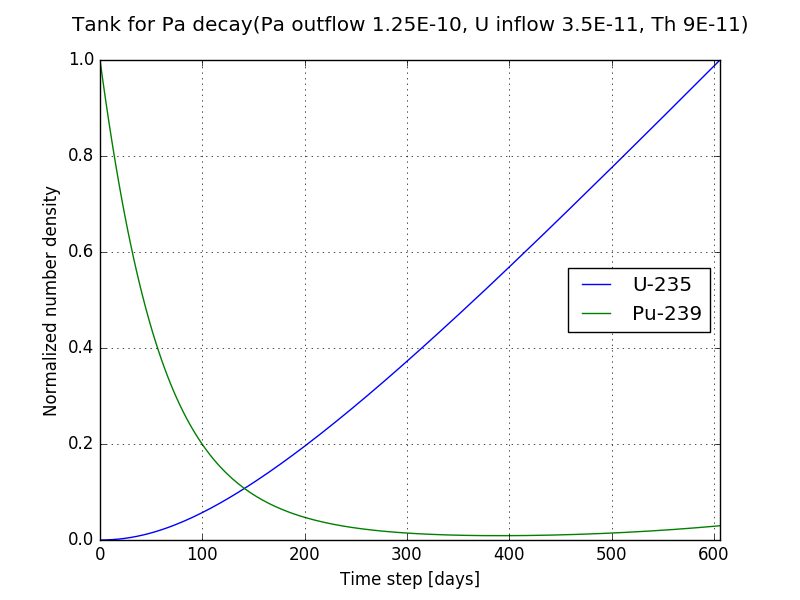 Tank for Pa decay(Pa outflow 1.25E-10, U inflow 3.5E-11, Th 9E-11)
1.0
0.8
0.6
0.4
0.2
0.0
Normalized number density
U-235
Pu-239
0 100 200 300 400 500 600
Time step [days]